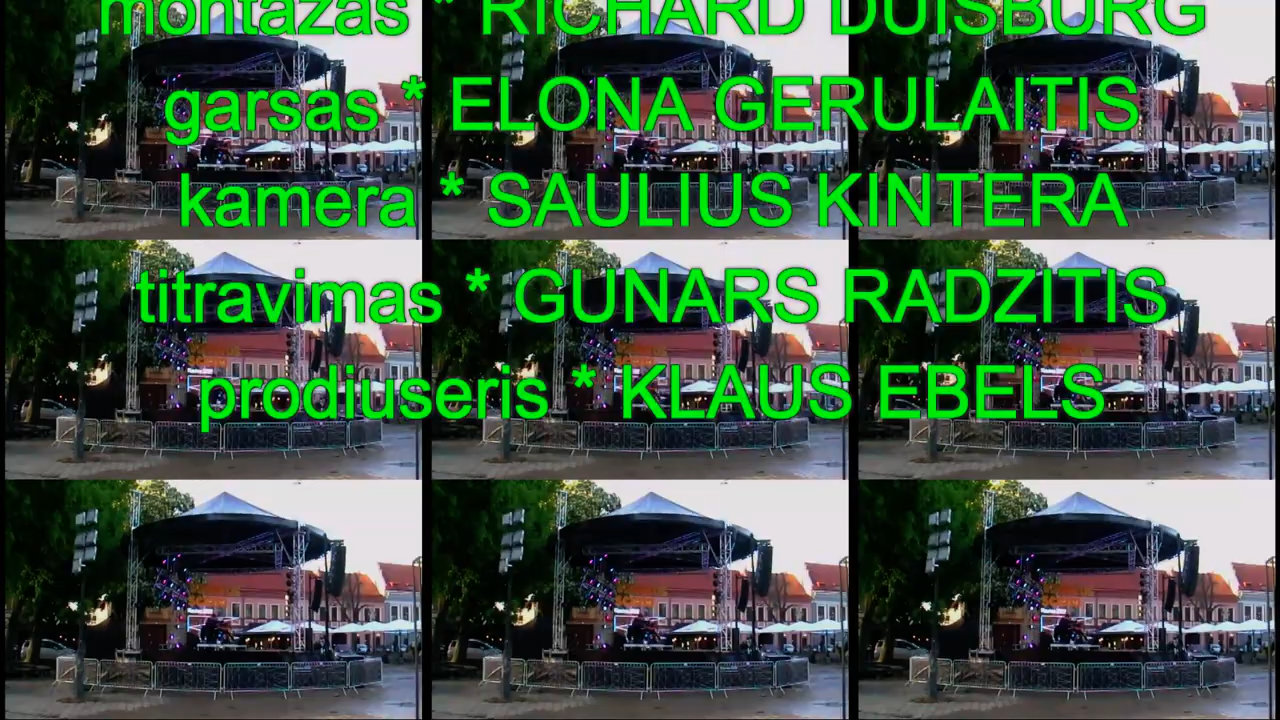 montažas * RICHARD DUISBURG
garsas * ELONA GERULAITIS
kamera * SAULIUS KINTERA
titravimas * GUNARS RADZITIS
prodiuseris * KLAUS EBELS